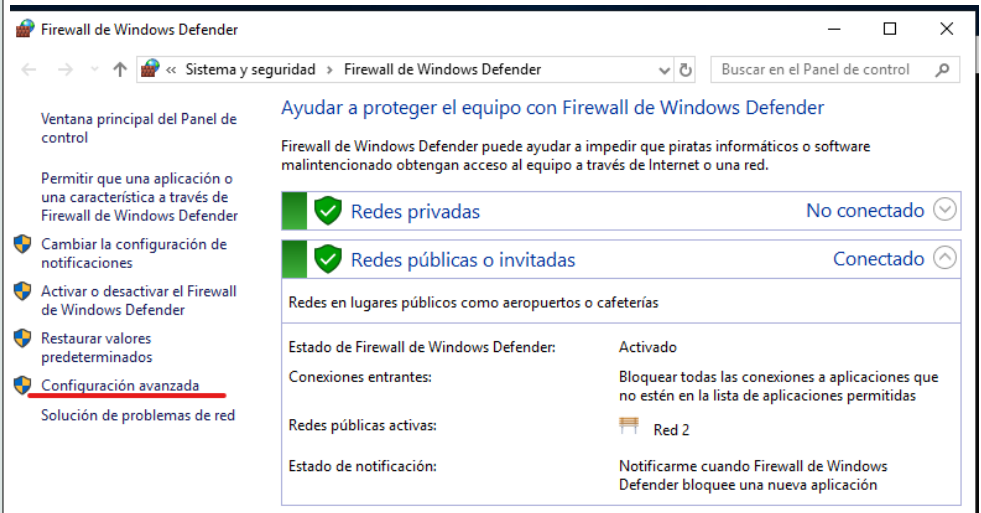 Firewall de Windows Defender
« Sistema y seguridad › Firewall de Windows Defender
Buscar en el Panel de control
Ventana principal del Panel de
control
Permitir que una aplicación o
una característica a través de
Firewall de Windows Defender
Cambiar la configuración de
notificaciones
Activar o desactivar el Firewall
de Windows Defender
Restaurar valores
predeterminados
Configuración avanzada
Solución de problemas de red
Ayudar a proteger el equipo con Firewall de Windows Defender
Firewall de Windows Defender puede ayudar a impedir que piratas informáticos o software
malintencionado obtengan acceso al equipo a través de Internet o una red.
Redes privadas
No conectado
Redes públicas o invitadas
Conectado
Redes en lugares públicos como aeropuertos o cafeterías
Estado de Firewall de Windows Defender:
Activado
Conexiones entrantes:
Bloquear todas las conexiones a aplicaciones que
no estén en la lista de aplicaciones permitidas
Redes públicas activas:
Red 2
Estado de notificación:
Notificarme cuando Firewall de Windows
Defender bloquee una nueva aplicación